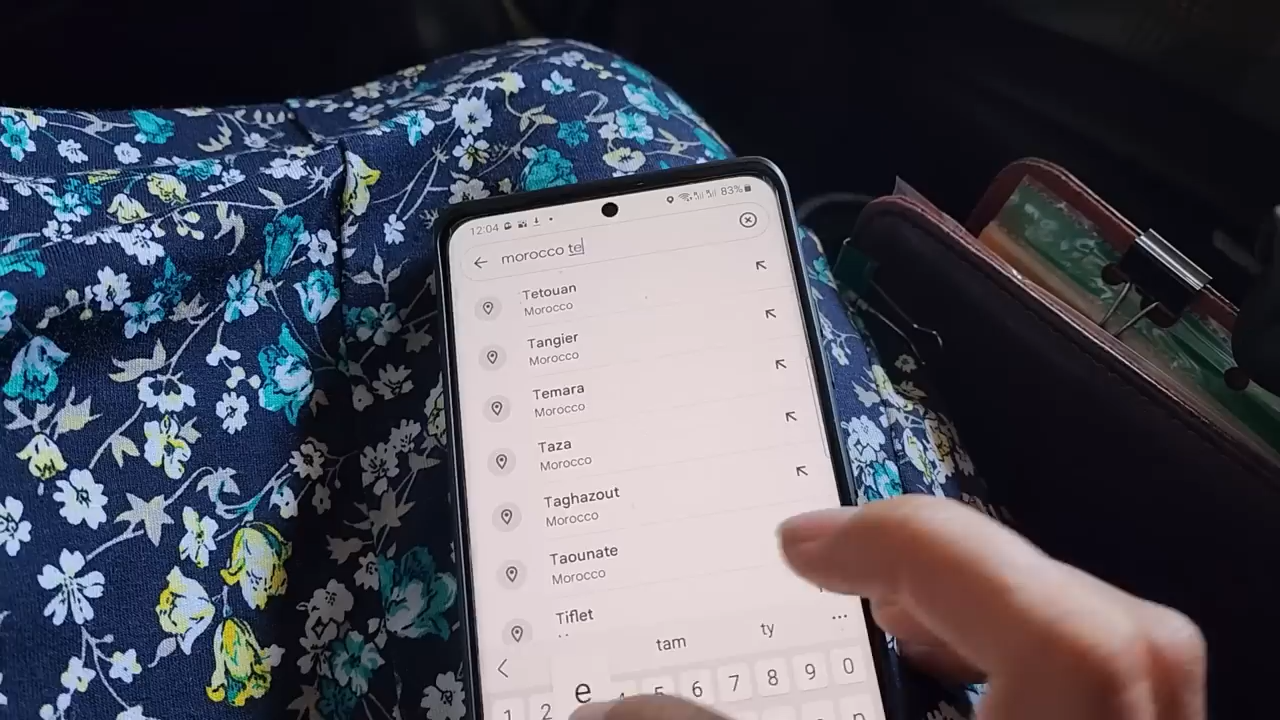 12:04 83%
morocco te
Tetouan
Morocco
Tangier
Morocco
Temara
Morocco
Taza
Morocco
Taghazout
Morocco
Taounate
Morocco
Tiflet
tam ty
e
1 2 4 5 6 7 8 9 0